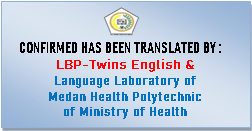 CONFIRMED HAS BEEN TRANSLATED BY :
LBP-Twins English &
Language Laboratory of
Medan Health Polytechnic
of Ministry of Health